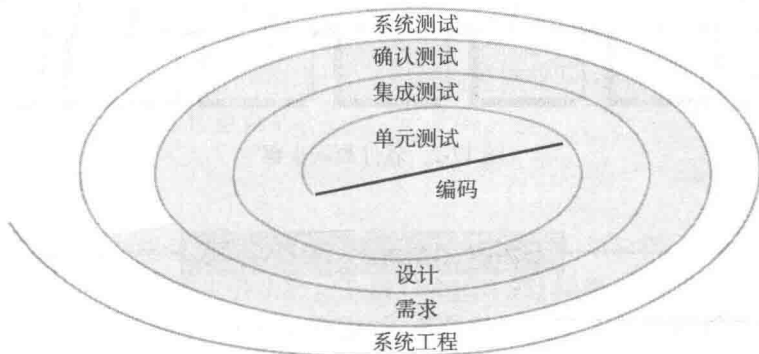 系统测试
确认测试
集成测试
单元测试
编码
设计
需求
系统工程